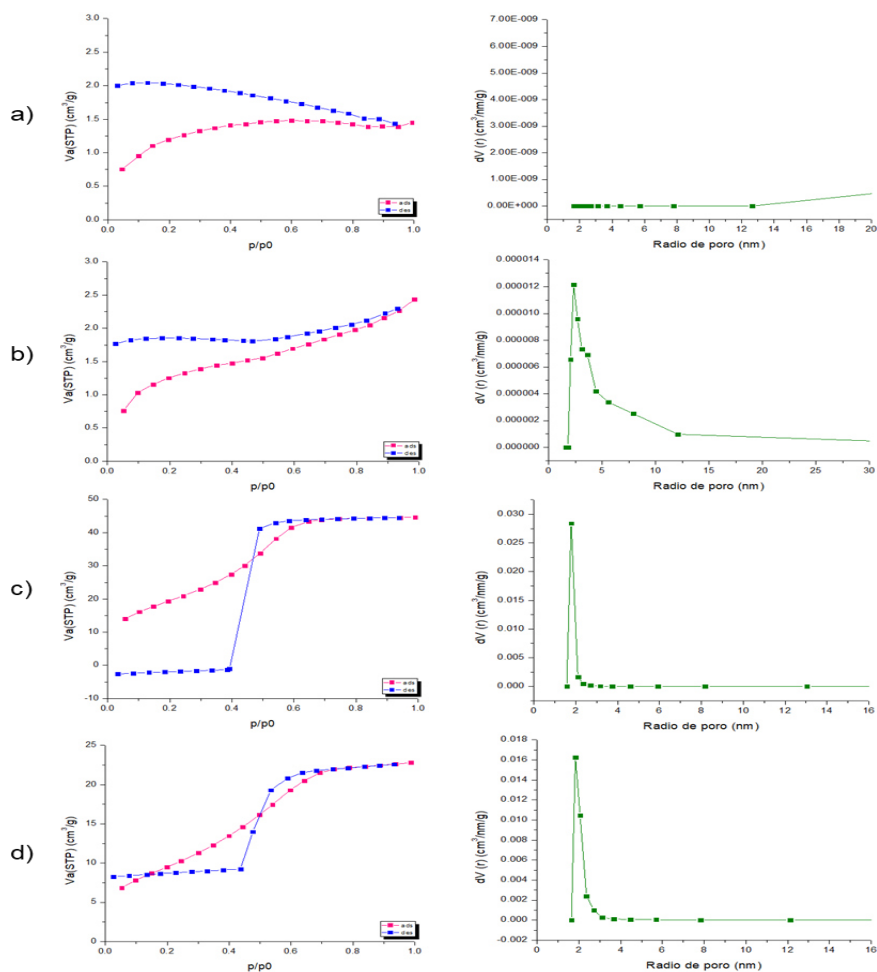 a)
Va(STP) (cm³/g)
3.0
2.5
2.0
1.5
1.0
0.5
0.0
0.0 0.2 0.4 0.6 0.8 1.0
p/p0
ads
des
dV (r) (cm³/nm/g)
7.00E-009
6.00E-009
5.00E-009
4.00E-009
3.00E-009
2.00E-009
1.00E-009
0.00E+000
0 2 4 6 8 10 12 14 16 18 20
Radio de poro (nm)
b)
Va(STP) (cm³/g)
3.0
2.5
2.0
1.5
1.0
0.5
0.0
0.0 0.2 0.4 0.6 0.8 1.0
p/p0
ads
des
dV (r) (cm³/nm/g)
0.000014
0.000012
0.000010
0.000008
0.000006
0.000004
0.000002
0.000000
0 5 10 15 20 25 30
Radio de poro (nm)
c)
Va(STP) (cm³/g)
50
40
30
20
10
0
-10
0.0 0.2 0.4 0.6 0.8 1.0
p/p0
ads
des
dV (r) (cm³/nm/g)
0.030
0.025
0.020
0.015
0.010
0.005
0.000
0 2 4 6 8 10 12 14 16
Radio de poro (nm)
d)
Va(STP) (cm³/g)
25
20
15
10
5
0
0.0 0.2 0.4 0.6 0.8 1.0
p/p0
ads
des
dV (r) (cm³/nm/g)
0.018
0.016
0.014
0.012
0.010
0.008
0.006
0.004
0.002
0.000
-0.002
0 2 4 6 8 10 12 14 16
Radio de poro (nm)